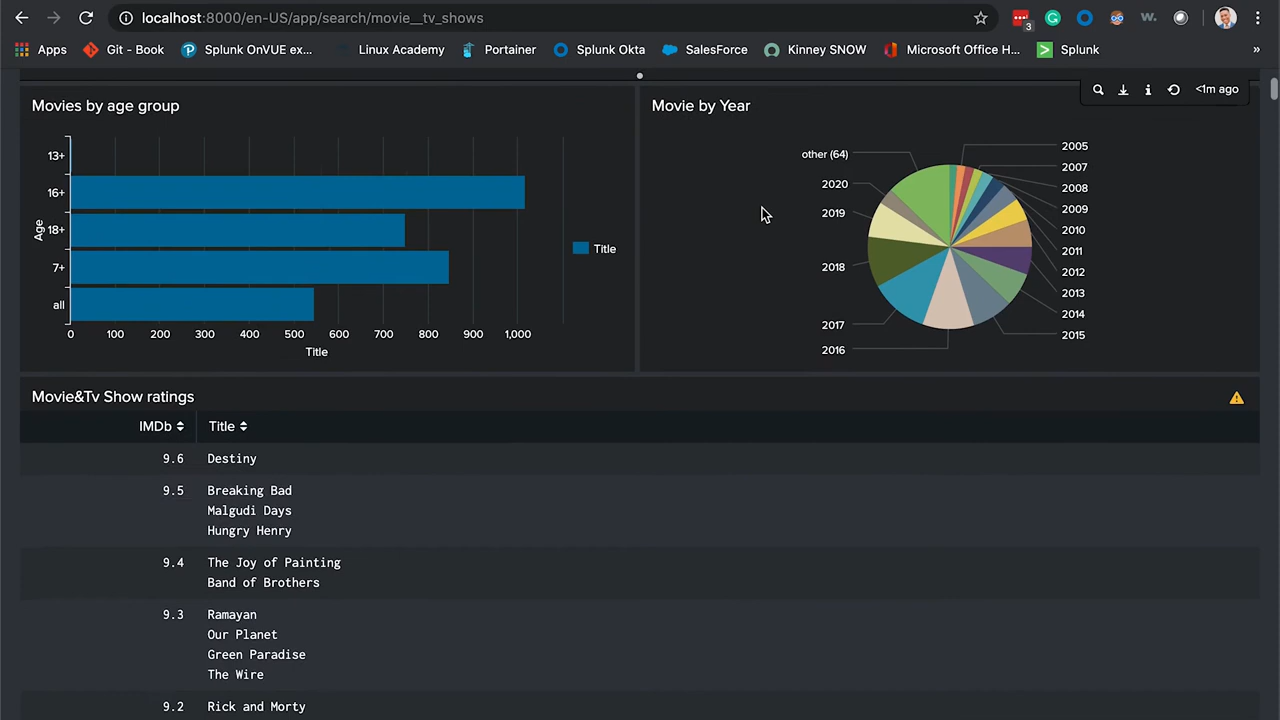 localhost:8000/en-US/app/search/movie__tv_shows
3
W.
Apps
Git - Book
Splunk OnVUE ex...
Linux Academy
Portainer
Splunk Okta
SalesForce
Kinney SNOW
Microsoft Office H...
Splunk
»
Movies by age group
13+
16+
18+
7+
all
Age
0 100 200 300 400 500 600 700 800 900 1,000
Title
Title
Movie by Year
<1m ago
other (64)
2020
2019
2018
2017
2016
2005
2007
2008
2009
2010
2011
2012
2013
2014
2015
Movie&Tv Show ratings
IMDb Title
9.6 Destiny
9.5 Breaking Bad
Malgudi Days
Hungry Henry
9.4 The Joy of Painting
Band of Brothers
9.3 Ramayan
Our Planet
Green Paradise
The Wire
9.2 Rick and Morty